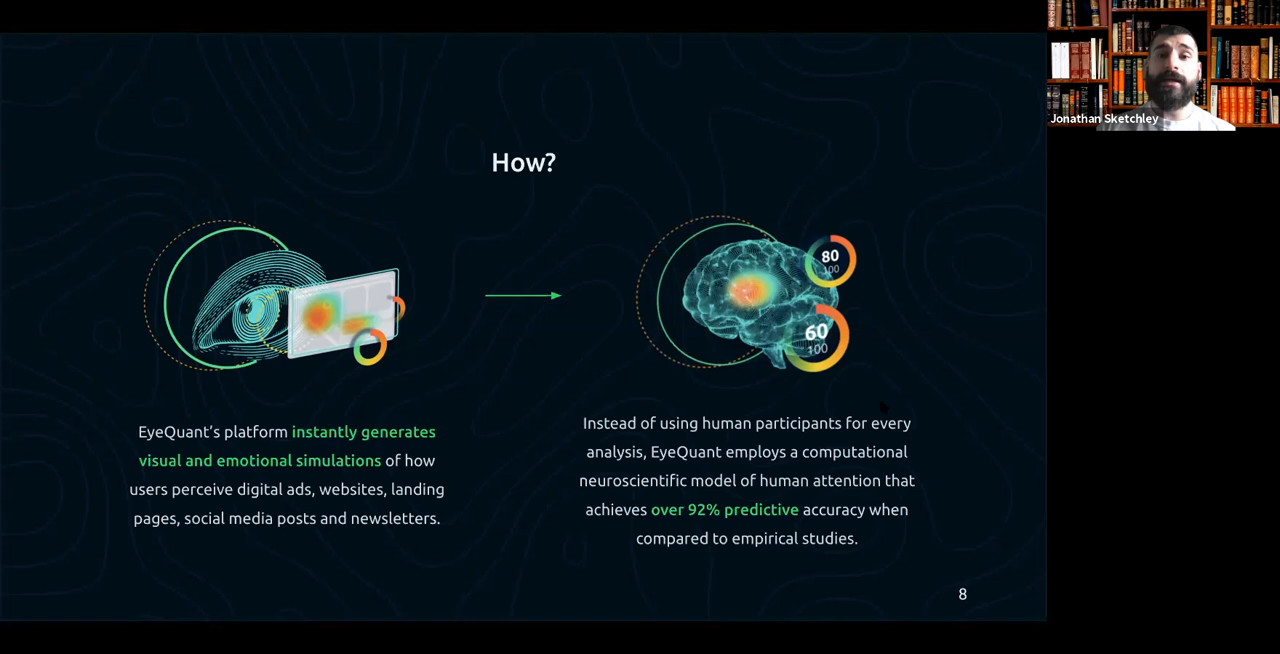 Jonathan Sketchley
How?
80
100
60
100
EyeQuant's platform instantly generates
visual and emotional simulations of how
users perceive digital ads, websites, landing
pages, social media posts and newsletters.
Instead of using human participants for every
analysis, EyeQuant employs a computational
neuroscientific model of human attention that
achieves over 92% predictive accuracy when
compared to empirical studies.
8